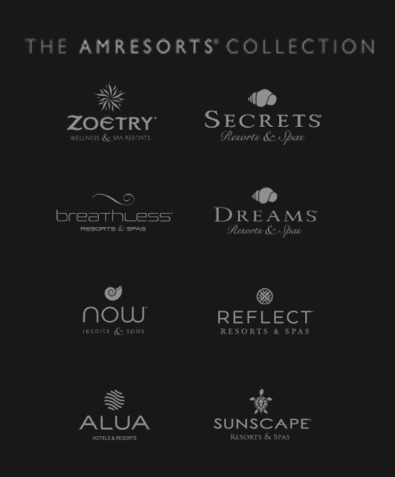 THE AMRESORTS® COLLECTION
ZOËTRY®
WELLNESS & SPA RESORTS
SECRETS®
Resorts & Spas
breathless®
RESORTS & SPAS
DREAMS®
Resorts & Spas
now®
resorts & spas
REFLECT®
RESORTS & SPAS
ALUA
HOTELS & RESORTS
SUNSCAPE®
RESORTS & SPAS